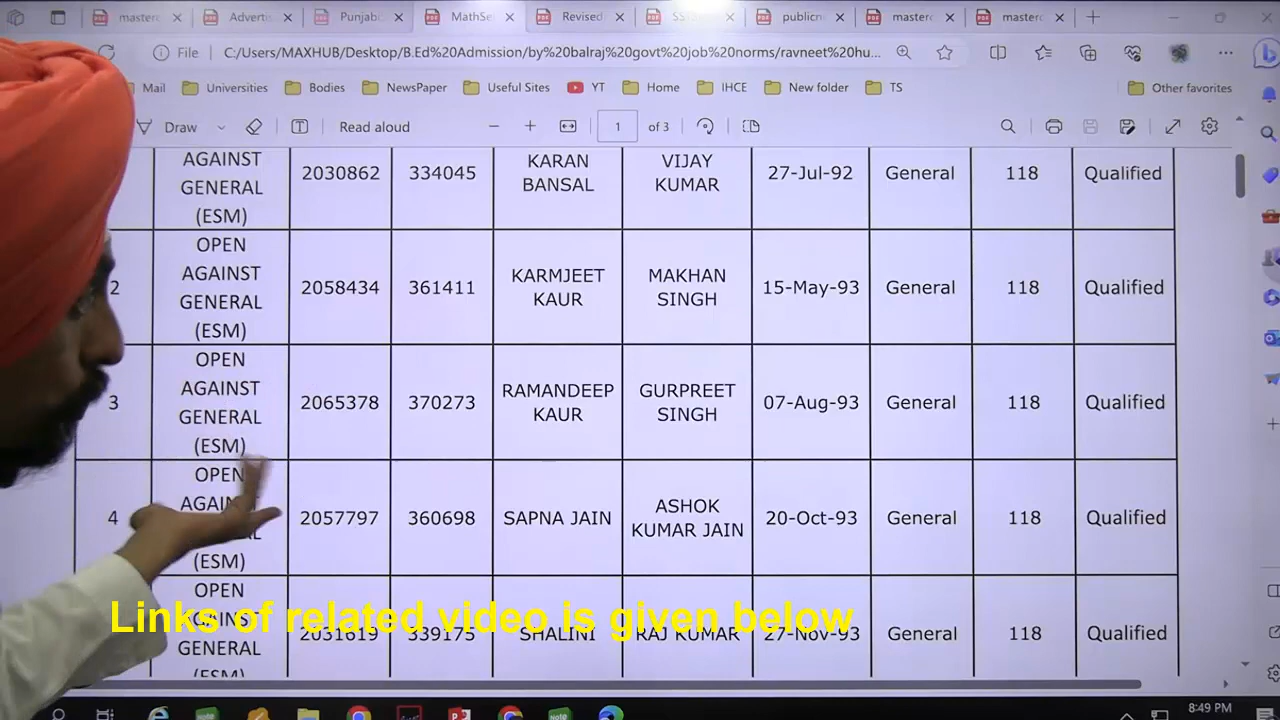 master
Adverti
Punjab
MathSe
Revised
publicn
master
master
File
C:/Users/MAXHUB/Desktop/B.Ed%20Admission/by%20balraj%20govt%20job%20norms/ravneet%20hu...
Mail
Universities
Bodies
NewsPaper
Useful Sites
YT
Home
IHCE
New folder
TS
Other favorites
Draw
Read aloud
1 of 3
AGAINST GENERAL (ESM) 2030862 334045 KARAN BANSAL VIJAY KUMAR 27-Jul-92 General 118 Qualified
2 OPEN AGAINST GENERAL (ESM) 2058434 361411 KARMJEET KAUR MAKHAN SINGH 15-May-93 General 118 Qualified
3 OPEN AGAINST GENERAL (ESM) 2065378 370273 RAMANDEEP KAUR GURPREET SINGH 07-Aug-93 General 118 Qualified
4 OPEN (ESM) 2057797 360698 SAPNA JAIN ASHOK KUMAR JAIN 20-Oct-93 General 118 Qualified
OPEN AGAINST GENERAL (ESM) 2031619 339175 SHALINI RAJ KUMAR 27-Nov-93 General 118 Qualified
Links of related video is given below
8:49 PM